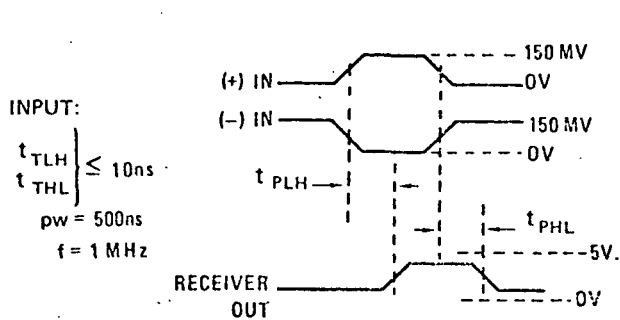 150 MV
(+) IN
0V
INPUT:
(−) IN
150 MV
t TLH
t THL
≤ 10ns
0V
t PLH
pw = 500ns
t PHL
f = 1 MHz
5V.
RECEIVER
OUT
0V